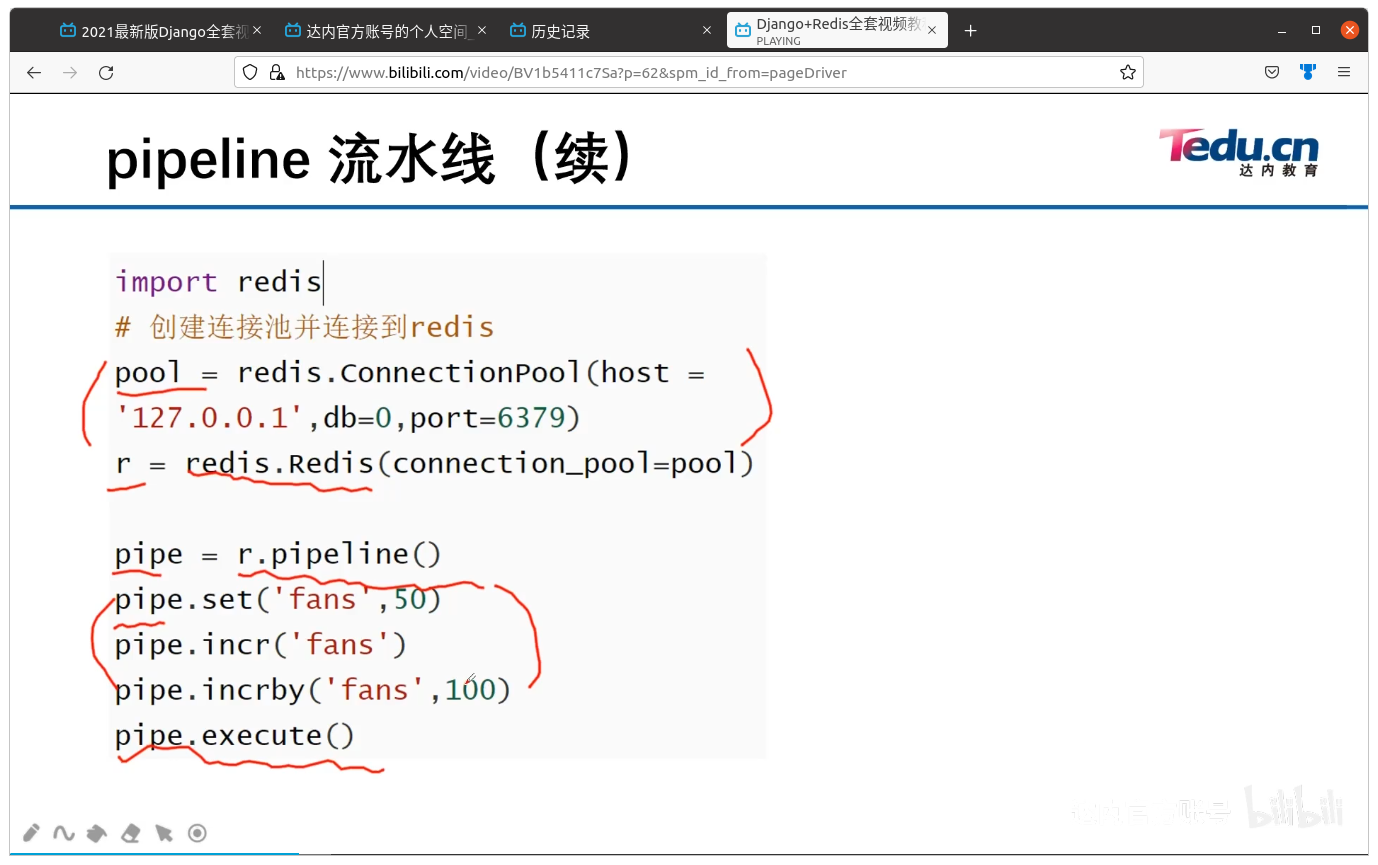 2021最新版Django全套视
达内官方账号的个人空间_
历史记录
Django+Redis全套视频教
PLAYING
https://www.bilibili.com/video/BV1b5411c7Sa?p=62&spm_id_from=pageDriver
pipeline 流水线（续）
Tedu.cn
达内教育
import redis
# 创建连接池并连接到redis
pool = redis.ConnectionPool(host =
'127.0.0.1',db=0,port=6379)
r = redis.Redis(connection_pool=pool)
pipe = r.pipeline()
pipe.set('fans',50)
pipe.incr('fans')
pipe.incrby('fans',100)
pipe.execute()
达内官方账号 bilibili